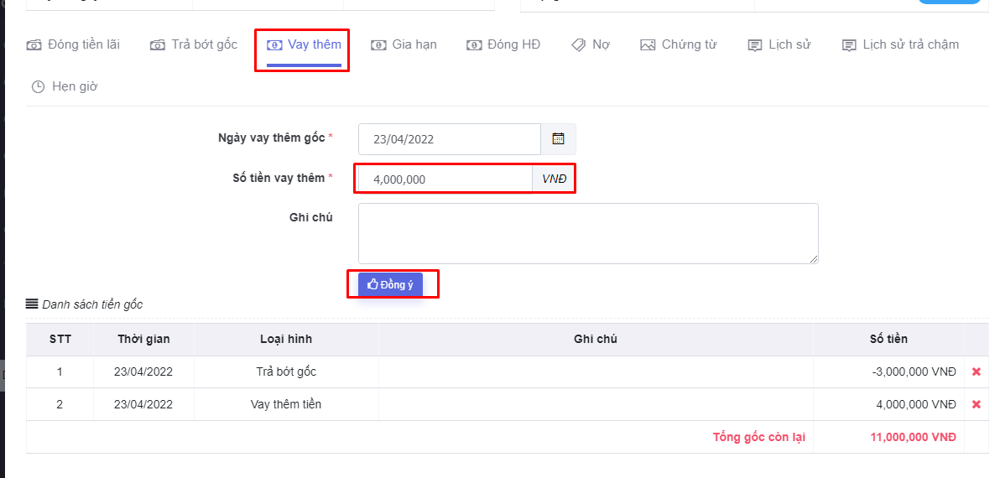 Đóng tiền lãi Trả bớt gốc Vay thêm Gia hạn Đóng HĐ Nợ Chứng từ Lịch sử Lịch sử trả chậm
Hẹn giờ
Ngày vay thêm gốc * 23/04/2022
Số tiền vay thêm * 4,000,000 VNĐ
Ghi chú
Đồng ý
Danh sách tiền gốc
STT Thời gian Loại hình Ghi chú Số tiền
1 23/04/2022 Trả bớt gốc -3,000,000 VNĐ
2 23/04/2022 Vay thêm tiền 4,000,000 VNĐ
Tổng gốc còn lại 11,000,000 VNĐ